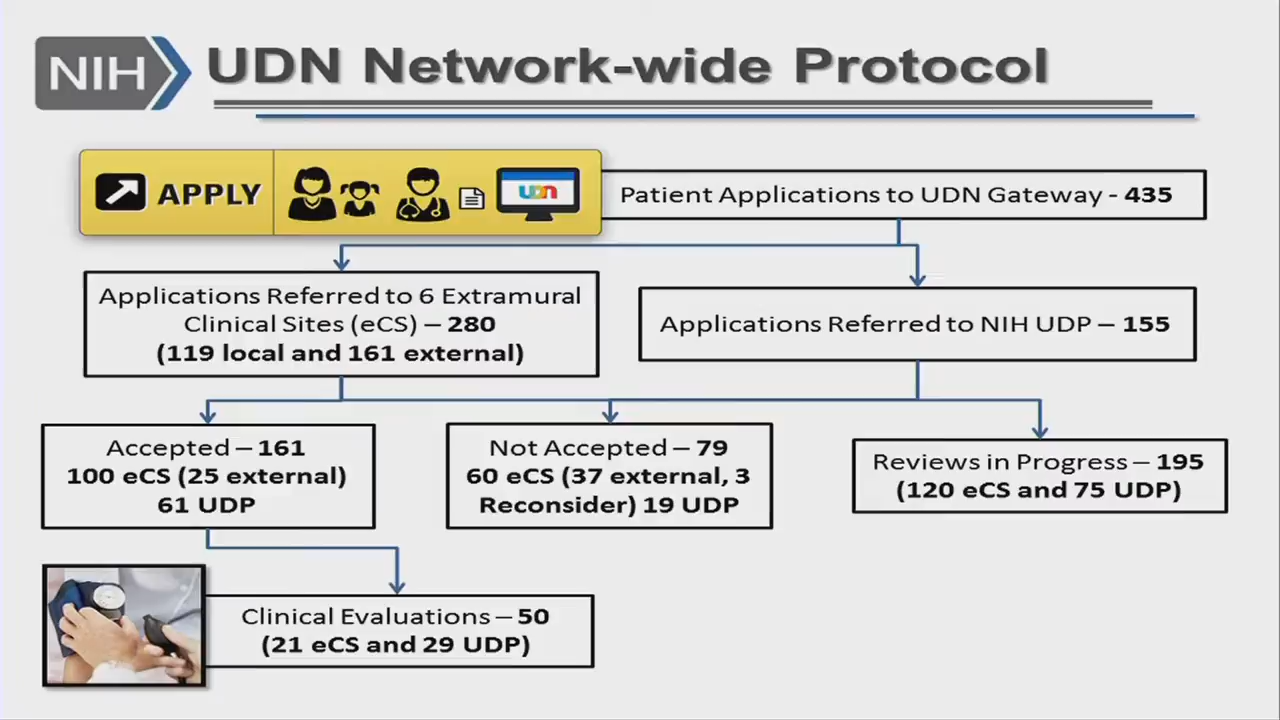 NIH
UDN Network-wide Protocol
APPLY
udn
Patient Applications to UDN Gateway - 435
Applications Referred to 6 Extramural
Clinical Sites (eCS) – 280
(119 local and 161 external)
Applications Referred to NIH UDP – 155
Accepted – 161
100 eCS (25 external)
61 UDP
Not Accepted – 79
60 eCS (37 external, 3
Reconsider) 19 UDP
Reviews in Progress – 195
(120 eCS and 75 UDP)
Clinical Evaluations – 50
(21 eCS and 29 UDP)